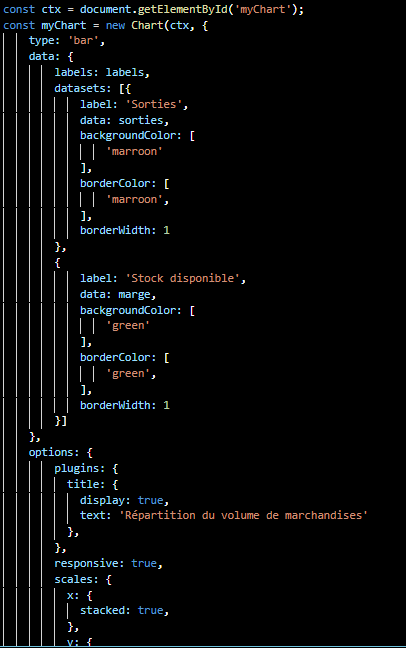 const ctx = document.getElementById('myChart');
const myChart = new Chart(ctx, {
type: 'bar',
data: {
labels: labels,
datasets: [{
label: 'Sorties',
data: sorties,
backgroundColor: [
'marroon'
],
borderColor: [
'marroon',
],
borderWidth: 1
},
{
label: 'Stock disponible',
data: marge,
backgroundColor: [
'green'
],
borderColor: [
'green',
],
borderWidth: 1
}]
},
options: {
plugins: {
title: {
display: true,
text: 'Répartition du volume de marchandises'
},
},
responsive: true,
scales: {
x: {
stacked: true,
},
y: {